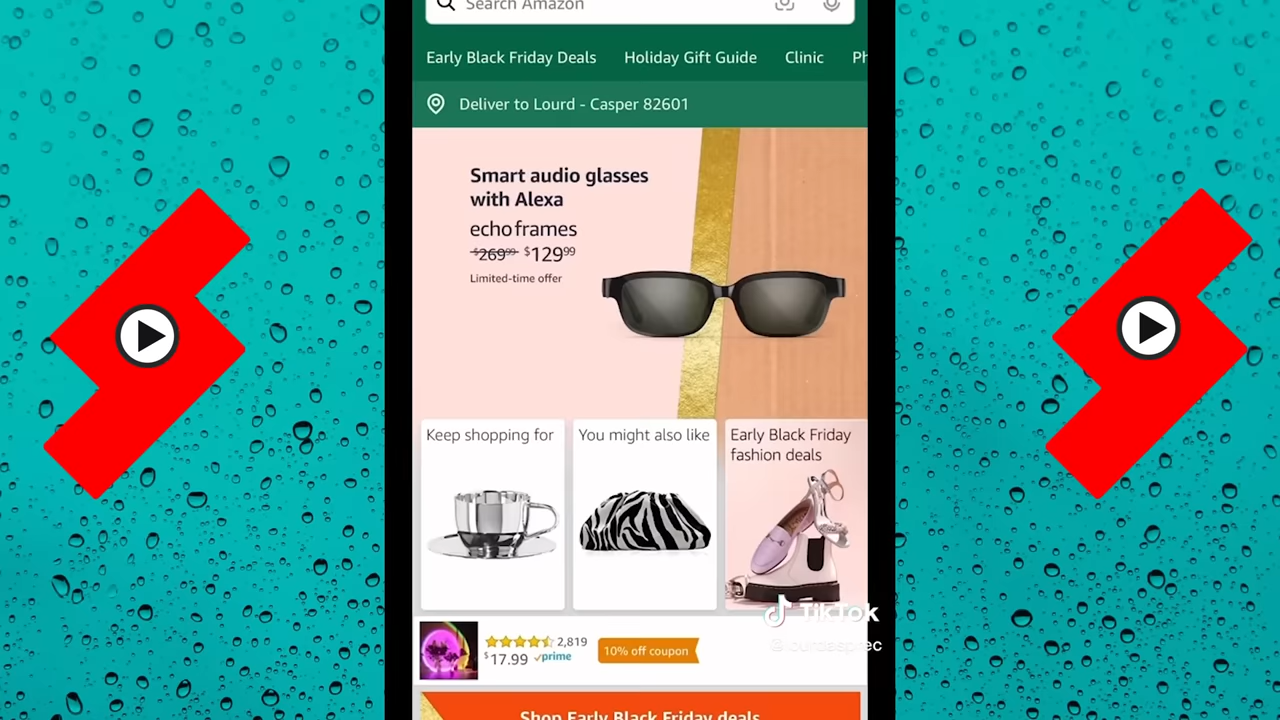 Search Amazon
Early Black Friday Deals Holiday Gift Guide Clinic Ph
Deliver to Lourd - Casper 82601
Smart audio glasses
with Alexa
echo frames
$269.99 $129.99
Limited-time offer
Keep shopping for
You might also like
Early Black Friday
fashion deals
2,819
$17.99 prime
10% off coupon
TikTok
Shop Early Black Friday deals